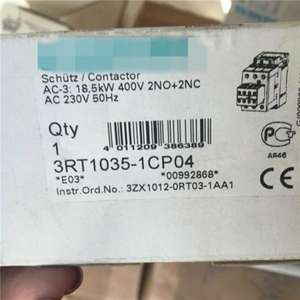 Schütz / Contactor
AC-3: 18,5kW 400V 2NO+2NC
AC 230V 50Hz
Qty
1
4 011209 386389
3RT1035-1CP04
*E03* *00992868*
Instr.Ord.No.: 3ZX1012-0RT03-1AA1
AR46
CE